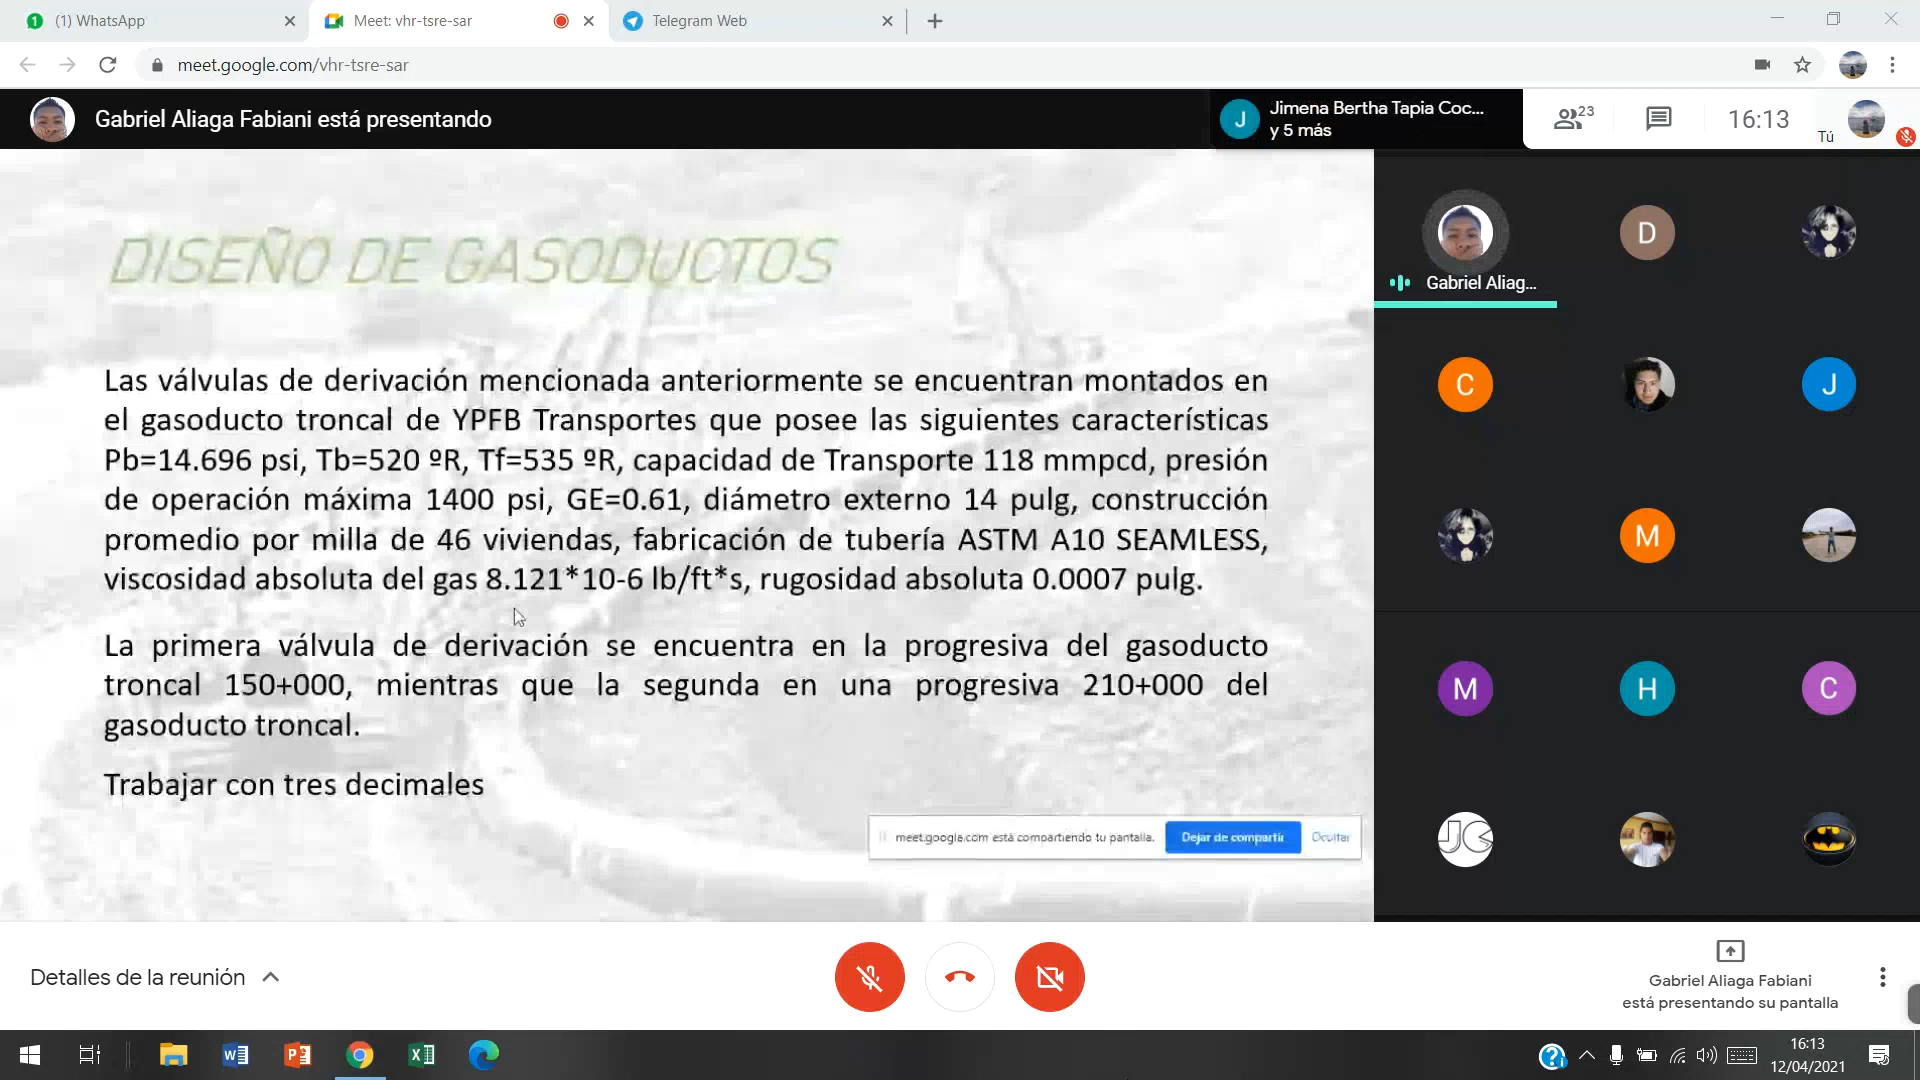 (1) WhatsApp
Meet: vhr-tsre-sar
Telegram Web
meet.google.com/vhr-tsre-sar
Gabriel Aliaga Fabiani está presentando
J
Jimena Bertha Tapia Coc...
y 5 más
23
16:13
Tú
DISEÑO DE GASODUCTOS
Las válvulas de derivación mencionada anteriormente se encuentran montados en
el gasoducto troncal de YPFB Transportes que posee las siguientes características
Pb=14.696 psi, Tb=520 ºR, Tf=535 ºR, capacidad de Transporte 118 mmpcd, presión
de operación máxima 1400 psi, GE=0.61, diámetro externo 14 pulg, construcción
promedio por milla de 46 viviendas, fabricación de tubería ASTM A10 SEAMLESS,
viscosidad absoluta del gas 8.121*10-6 lb/ft*s, rugosidad absoluta 0.0007 pulg.
La primera válvula de derivación se encuentra en la progresiva del gasoducto
troncal 150+000, mientras que la segunda en una progresiva 210+000 del
gasoducto troncal.
Trabajar con tres decimales
meet.google.com está compartiendo tu pantalla.
Dejar de compartir
Ocultar
Gabriel Aliag...
D
C
J
M
M
H
C
JC
Detalles de la reunión
Gabriel Aliaga Fabiani
está presentando su pantalla
16:13
12/04/2021